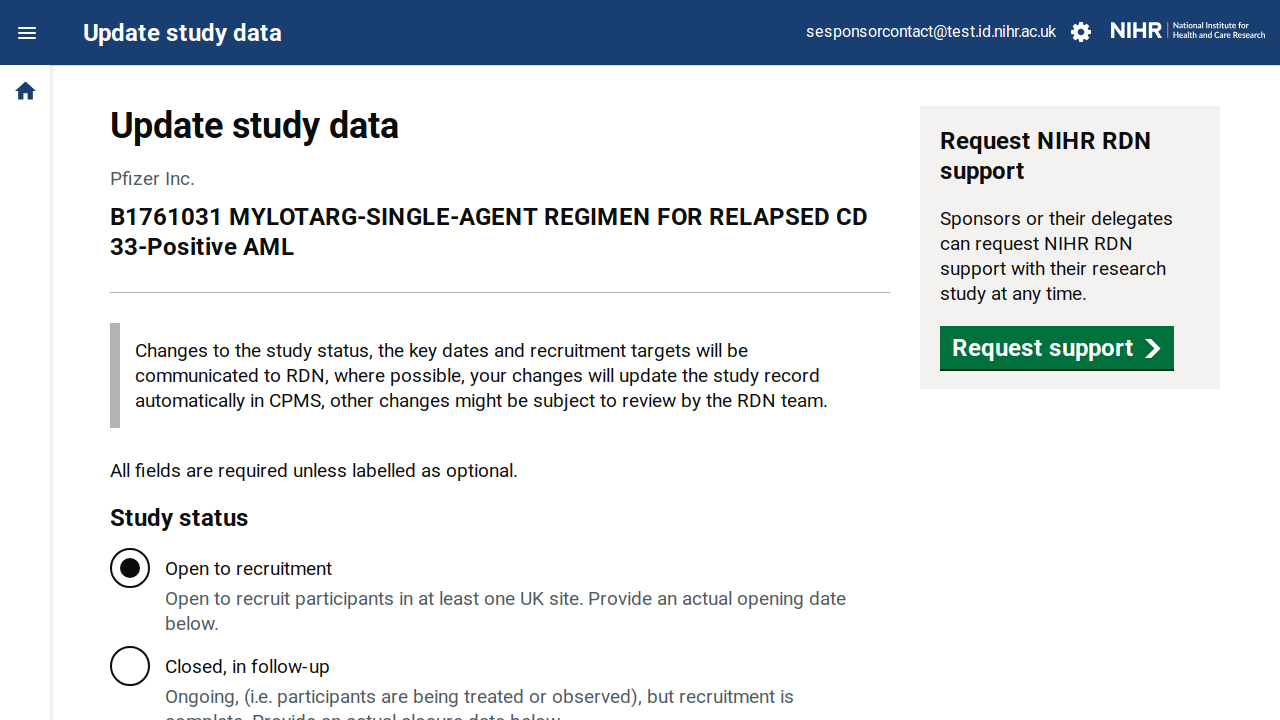 Update study data
sesponsorcontact@test.id.nihr.ac.uk
NIHR
National Institute for
Health and Care Research
Update study data
Pfizer Inc.
B1761031 MYLOTARG-SINGLE-AGENT REGIMEN FOR RELAPSED CD
33-Positive AML
Changes to the study status, the key dates and recruitment targets will be
communicated to RDN, where possible, your changes will update the study record
automatically in CPMS, other changes might be subject to review by the RDN team.
All fields are required unless labelled as optional.
Study status
Open to recruitment
Open to recruit participants in at least one UK site. Provide an actual opening date
below.
Closed, in follow-up
Ongoing, (i.e. participants are being treated or observed), but recruitment is
complete. Provide an actual closure date below.
Request NIHR RDN
support
Sponsors or their delegates
can request NIHR RDN
support with their research
study at any time.
Request support